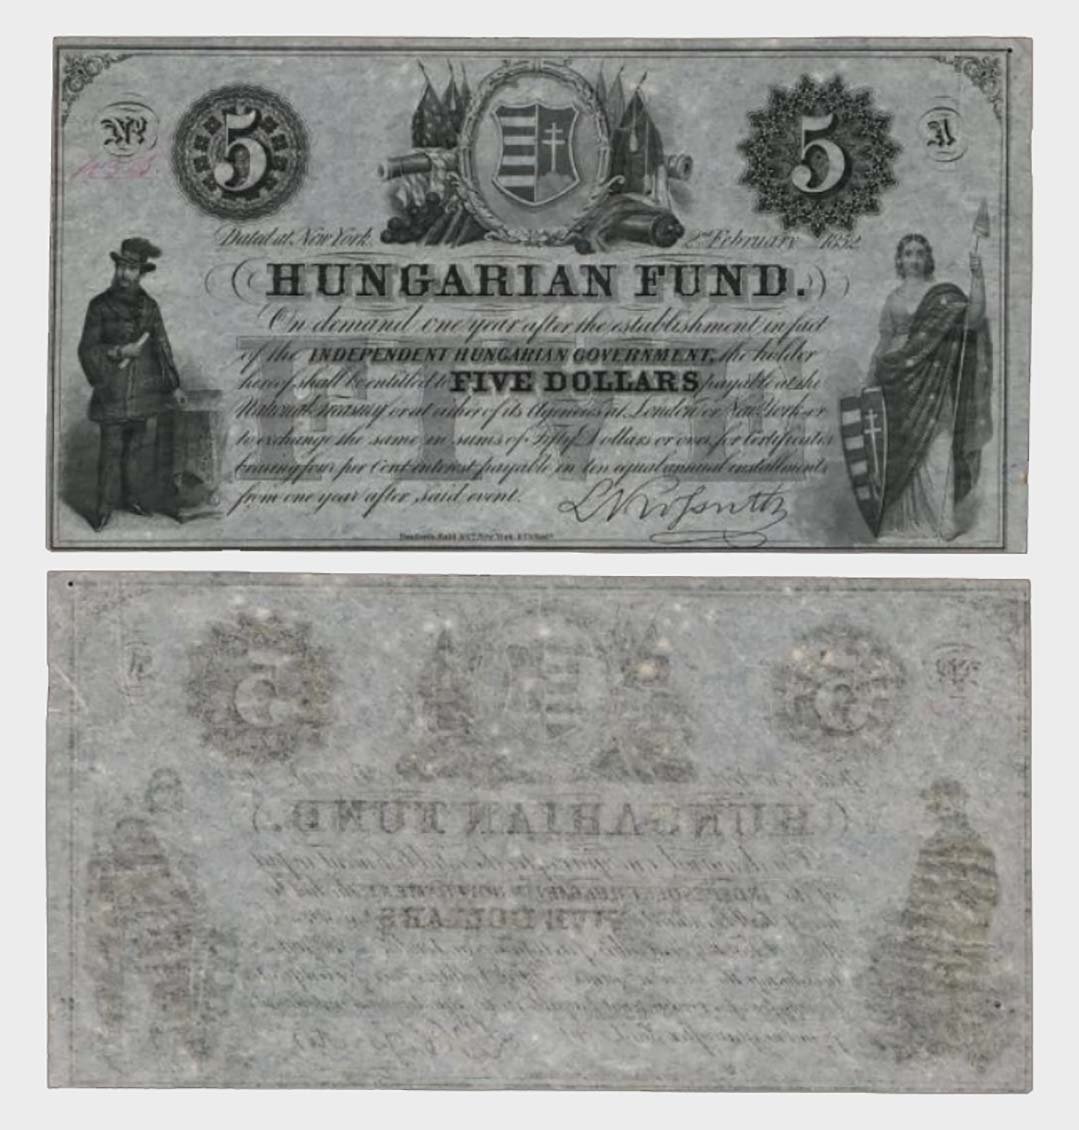 Nº A
5 5
Dated at New York. 2nd February 1852
HUNGARIAN FUND.
FIVE
On demand one year after the establishment in fact
of the INDEPENDENT HUNGARIAN GOVERNMENT, the holder
hereof shall be entitled to FIVE DOLLARS payable at the
National treasury or at either of its Agencies at London or New York or
to exchange the same in sums of Fifty Dollars or over, for Certificates
bearing four per Cent interest payable in ten equal annual installments
from one year after said event.
L Kossuth